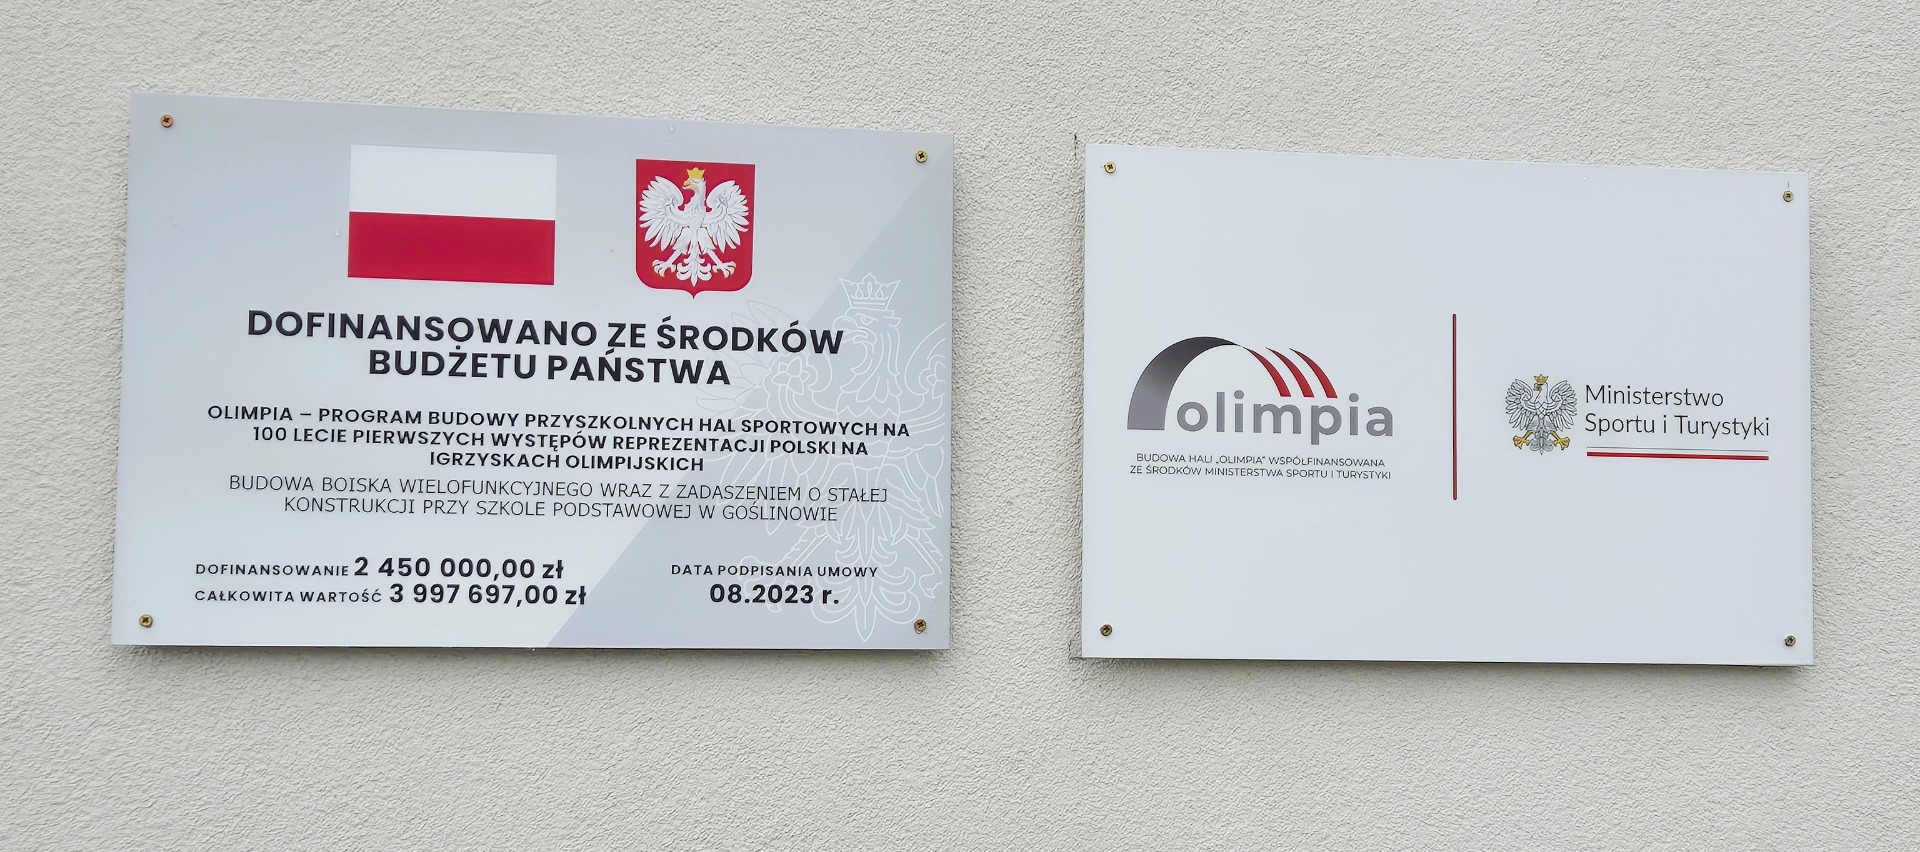 DOFINANSOWANO ZE ŚRODKÓW
BUDŻETU PAŃSTWA
OLIMPIA – PROGRAM BUDOWY PRZYSZKOLNYCH HAL SPORTOWYCH NA
100 LECIE PIERWSZYCH WYSTĘPÓW REPREZENTACJI POLSKI NA
IGRZYSKACH OLIMPIJSKICH
BUDOWA BOISKA WIELOFUNKCYJNEGO WRAZ Z ZADASZENIEM O STAŁEJ
KONSTRUKCJI PRZY SZKOLE PODSTAWOWEJ W GOŚLINOWIE
DOFINANSOWANIE 2 450 000,00 zł
CAŁKOWITA WARTOŚĆ 3 997 697,00 zł
DATA PODPISANIA UMOWY
08.2023 r.
olimpia
BUDOWA HALI „OLIMPIA” WSPÓŁFINANSOWANA
ZE ŚRODKÓW MINISTERSTWA SPORTU I TURYSTYKI
Ministerstwo
Sportu i Turystyki